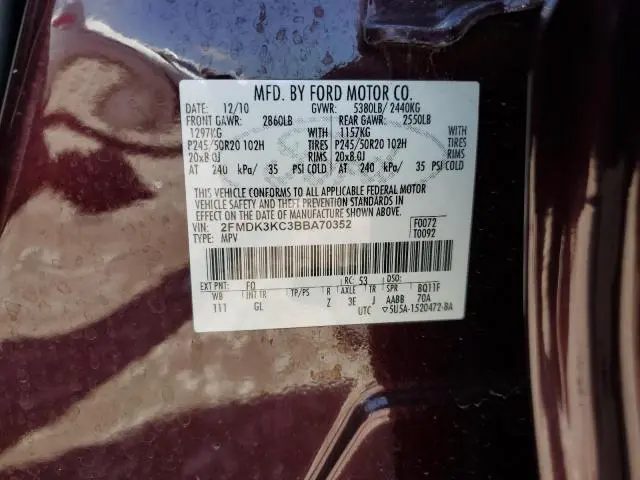 MFD. BY FORD MOTOR CO.
DATE: 12/10 GVWR: 5380LB/ 2440KG
FRONT GAWR: 2860LB REAR GAWR: 2550LB
1297KG WITH 1157KG WITH
P245/50R20 102H TIRES P245/50R20 102H TIRES
20x8.0J RIMS 20x8.0J RIMS
AT 240 kPa/ 35 PSI COLD AT 240 kPa/ 35 PSI COLD
THIS VEHICLE CONFORMS TO ALL APPLICABLE FEDERAL MOTOR
VEHICLE SAFETY AND THEFT PREVENTION STANDARDS IN
EFFECT ON THE DATE OF MANUFACTURE SHOWN ABOVE.
VIN: 2FMDK3KC3BBA70352 F0072
TYPE: MPV T0092
EXT PNT: FQ RC: 53 DSO:
WB INT TR TP/PS R AXLE TR SPR BQ11F
111 GL Z 3E J AABB 70A
UTC 5U5A-1520472-BA